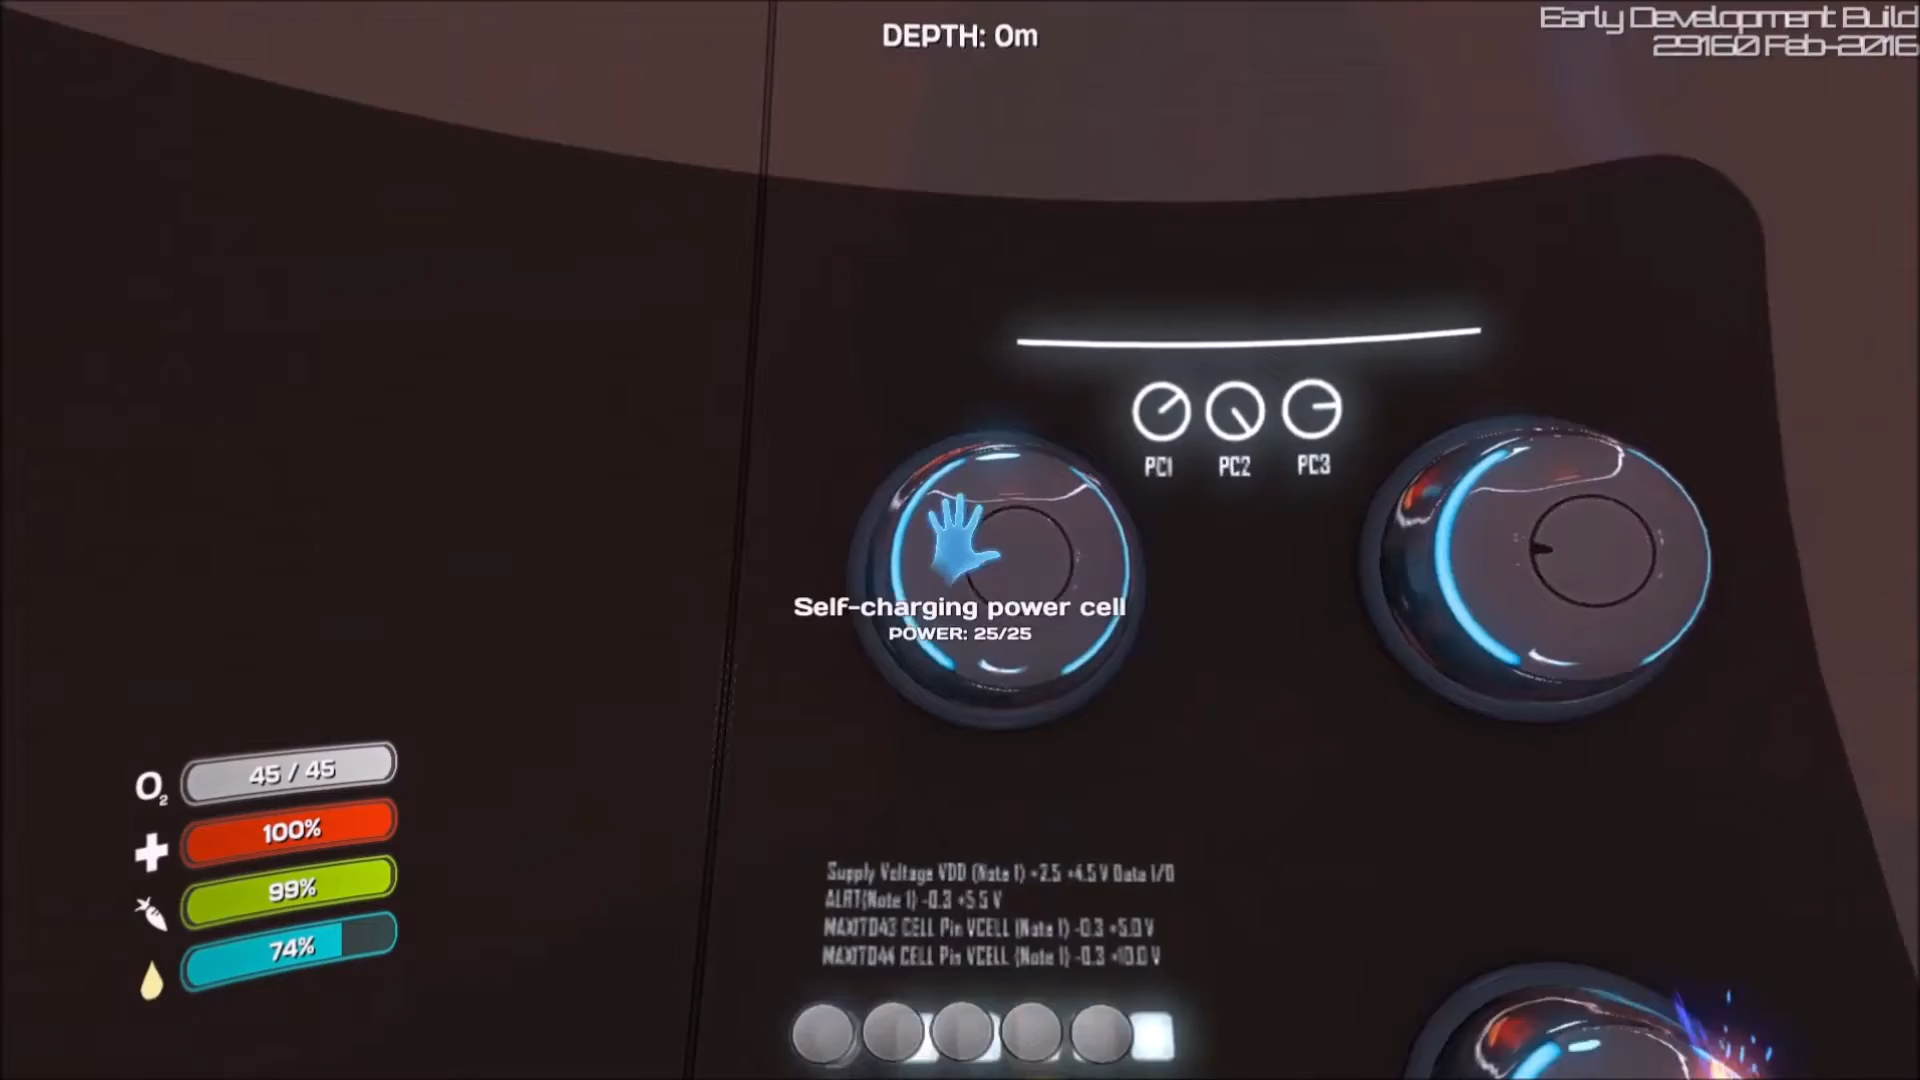 DEPTH: 0m
Early Development Build
29160 Feb-2016
PC1 PC2 PC3
Self-charging power cell
POWER: 25/25
O2 45 / 45
100%
99%
74%
Supply Voltage VDD (Note 1) +2.5 +4.5 V Data I/O
ALRT(Note 1) -0.3 +5.5 V
CELL Pin VCELL (Note 1) -0.3 +5.0 V
CELL Pin VCELL (Note 1) -0.3 +10.0 V